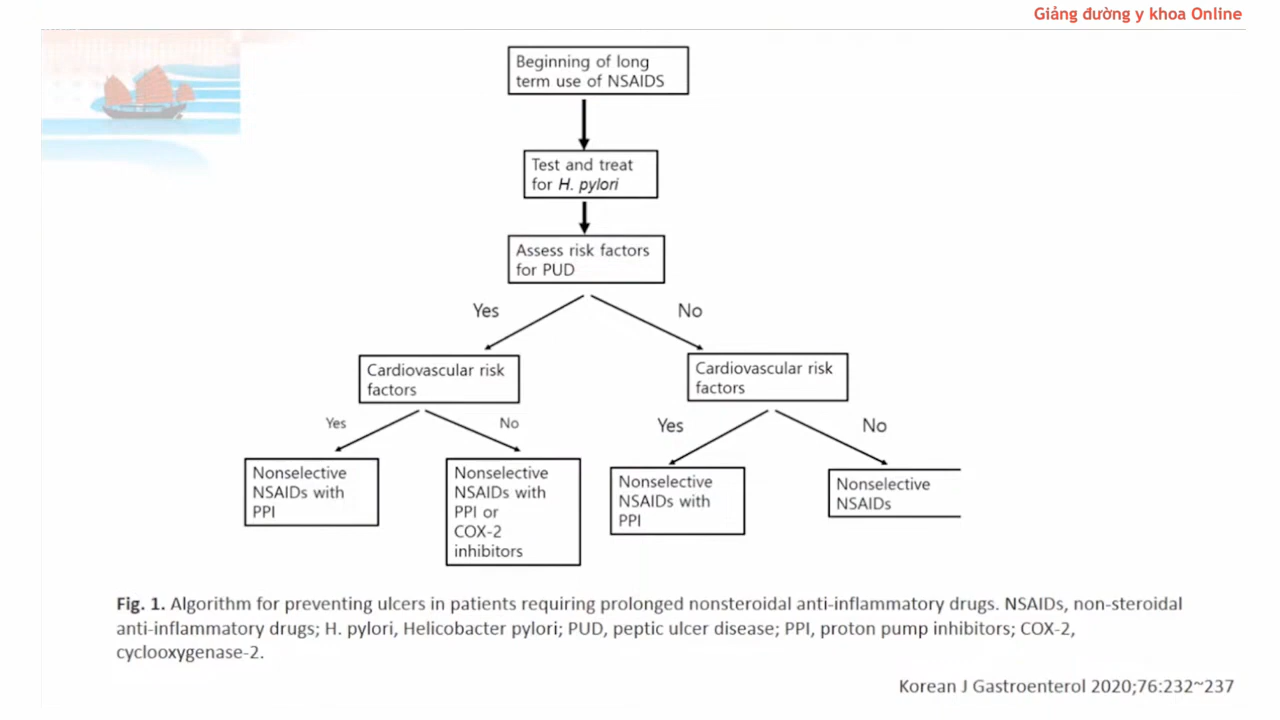 Giảng đường y khoa Online
Beginning of long
term use of NSAIDS
Test and treat
for H. pylori
Assess risk factors
for PUD
Yes
No
Cardiovascular risk
factors
Cardiovascular risk
factors
Yes
No
Yes
No
Nonselective
NSAIDs with
PPI
Nonselective
NSAIDs with
PPI or
COX-2
inhibitors
Nonselective
NSAIDs with
PPI
Nonselective
NSAIDs
Fig. 1. Algorithm for preventing ulcers in patients requiring prolonged nonsteroidal anti-inflammatory drugs. NSAIDs, non-steroidal
anti-inflammatory drugs; H. pylori, Helicobacter pylori; PUD, peptic ulcer disease; PPI, proton pump inhibitors; COX-2,
cyclooxygenase-2.
Korean J Gastroenterol 2020;76:232~237